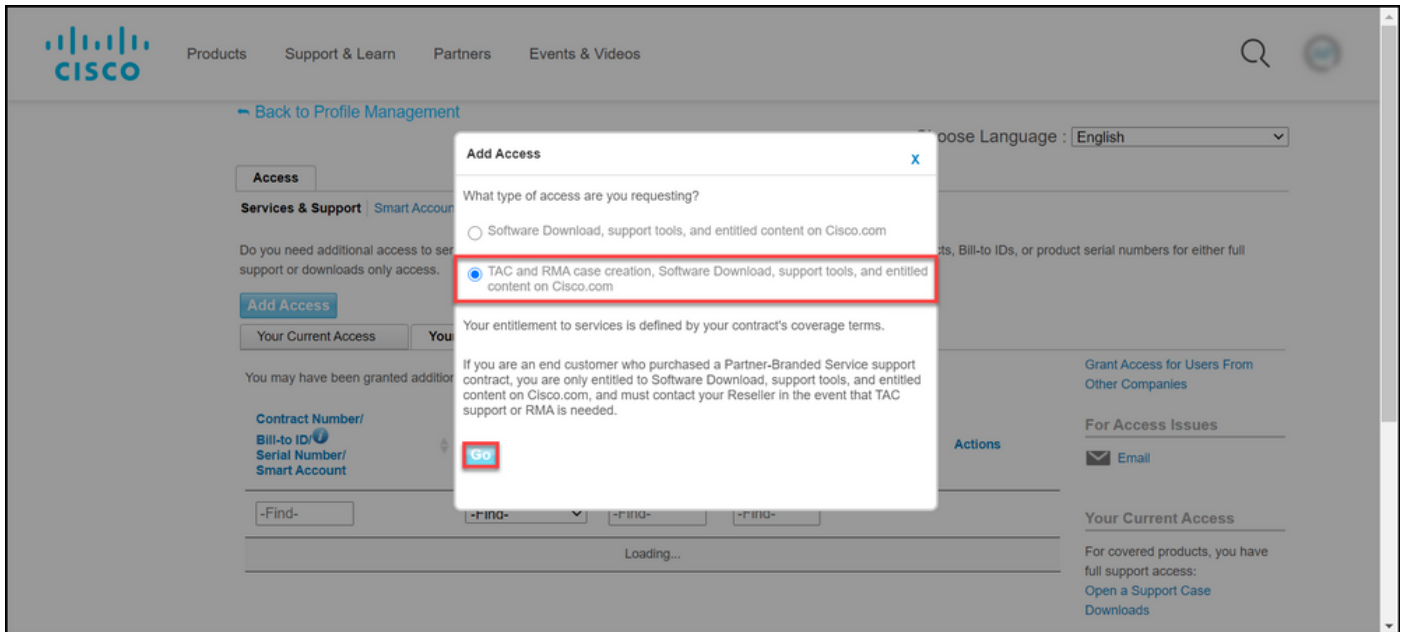 CISCO
Products Support & Learn Partners Events & Videos
Back to Profile Management
Choose Language : English
Access
Services & Support Smart Accoun
Do you need additional access to ser
ts, Bill-to IDs, or product serial numbers for either full
support or downloads only access.
Add Access
Your Current Access
You
You may have been granted addition
Contract Number/
Bill-to ID/
Serial Number/
Smart Account
Actions
-Find- -Find- -Find- -Find-
Loading...
Add Access
X
What type of access are you requesting?
Software Download, support tools, and entitled content on Cisco.com
TAC and RMA case creation, Software Download, support tools, and entitled
content on Cisco.com
Your entitlement to services is defined by your contract's coverage terms.
If you are an end customer who purchased a Partner-Branded Service support
contract, you are only entitled to Software Download, support tools, and entitled
content on Cisco.com, and must contact your Reseller in the event that TAC
support or RMA is needed.
Go
Grant Access for Users From
Other Companies
For Access Issues
Email
Your Current Access
For covered products, you have
full support access:
Open a Support Case
Downloads